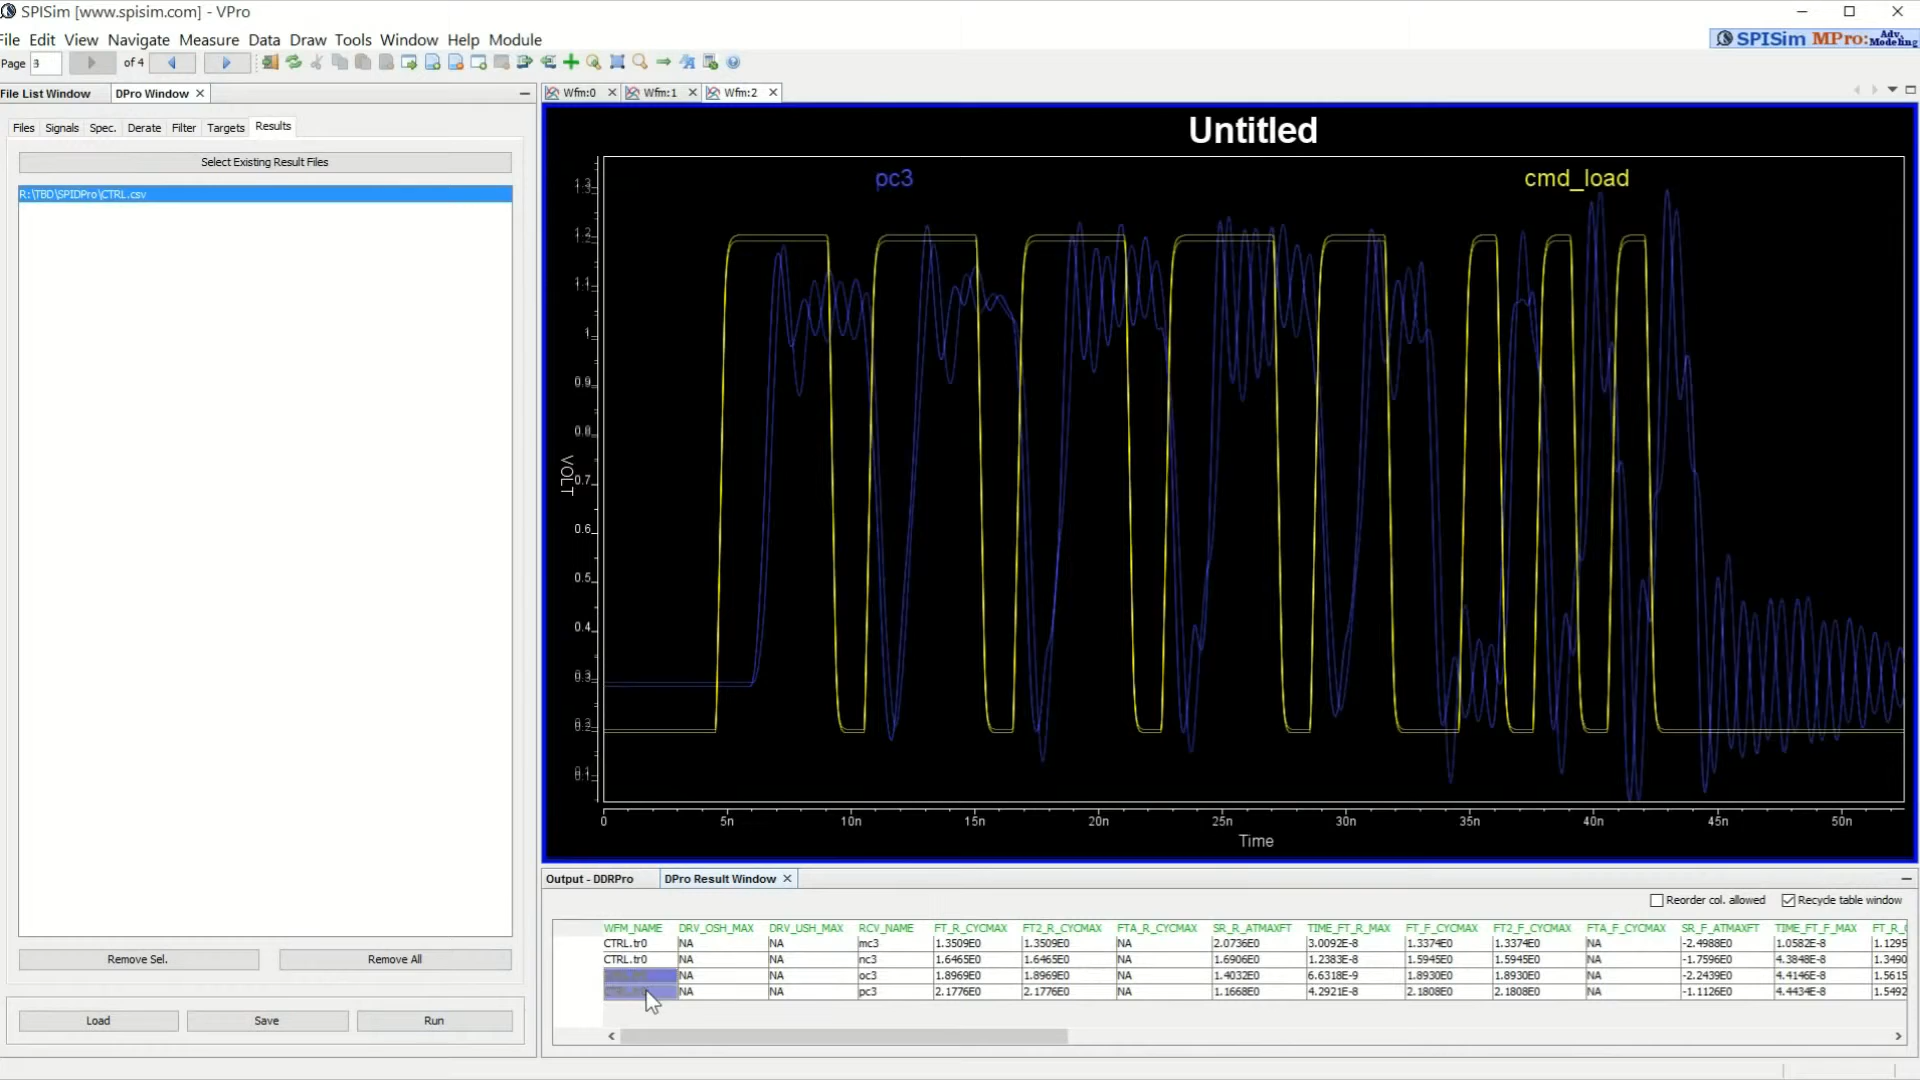 SPISim [www.spisim.com] - VPro
File Edit View Navigate Measure Data Draw Tools Window Help Module
SPISim MPro: Adv. Modeling
Page 3 of 4
File List Window DPro Window
Files Signals Spec. Derate Filter Targets Results
Select Existing Result Files
R:\TBD\SPIDPro\CTRL.csv
Remove Sel. Remove All
Load Save Run
Wfm:0 Wfm:1 Wfm:2
Untitled
pc3 cmd_load
1.3
1.2
1.1
1
0.9
0.8
0.7
0.6
0.5
0.4
0.3
0.2
0.1
VOLT
0 5n 10n 15n 20n 25n 30n 35n 40n 45n 50n
Time
Output - DDRPro DPro Result Window
Reorder col. allowed Recycle table window
WFM_NAME DRV_OSH_MAX DRV_USH_MAX RCV_NAME FT_R_CYCMAX FT2_R_CYCMAX FTA_R_CYCMAX SR_R_ATMAXFT TIME_FT_R_MAX FT_F_CYCMAX FT2_F_CYCMAX FTA_F_CYCMAX SR_F_ATMAXFT TIME_FT_F_MAX FT_R_C
CTRL.tr0 NA NA mc3 1.3509E0 1.3509E0 NA 2.0736E0 3.0092E-8 1.3374E0 1.3374E0 NA -2.4988E0 1.0582E-8 1.1295
CTRL.tr0 NA NA nc3 1.6465E0 1.6465E0 NA 1.6906E0 1.2383E-8 1.5945E0 1.5945E0 NA -1.7596E0 4.3848E-8 1.3490
NA NA oc3 1.8969E0 1.8969E0 NA 1.4032E0 6.6318E-9 1.8930E0 1.8930E0 NA -2.2439E0 4.4146E-8 1.5615
CTRL.tr0 NA NA pc3 2.1776E0 2.1776E0 NA 1.1668E0 4.2921E-8 2.1808E0 2.1808E0 NA -1.1126E0 4.4434E-8 1.5492